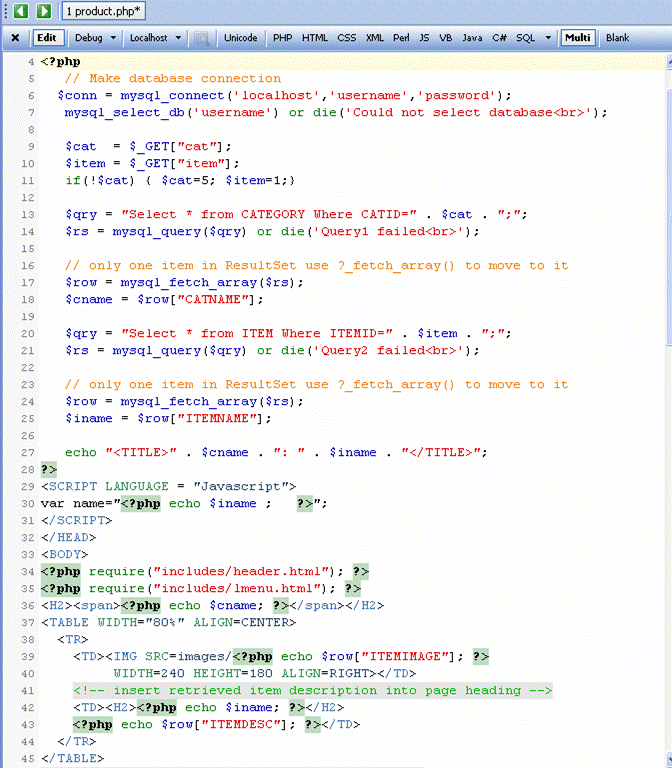 1 product.php*
Edit Debug Localhost Unicode PHP HTML CSS XML Perl JS VB Java C# SQL Multi Blank
4 <?php
5 // Make database connection
6 $conn = mysql_connect('localhost','username','password');
7 mysql_select_db('username') or die('Could not select database<br>');
8
9 $cat = $_GET["cat"];
10 $item = $_GET["item"];
11 if(!$cat) { $cat=5; $item=1;}
12
13 $qry = "Select * from CATEGORY Where CATID=" . $cat . ";";
14 $rs = mysql_query($qry) or die('Query1 failed<br>');
15
16 // only one item in ResultSet use ?_fetch_array() to move to it
17 $row = mysql_fetch_array($rs);
18 $cname = $row["CATNAME"];
19
20 $qry = "Select * from ITEM Where ITEMID=" . $item . ";";
21 $rs = mysql_query($qry) or die('Query2 failed<br>');
22
23 // only one item in ResultSet use ?_fetch_array() to move to it
24 $row = mysql_fetch_array($rs);
25 $iname = $row["ITEMNAME"];
26
27 echo "<TITLE>" . $cname . ": " . $iname . "</TITLE>";
28 ?>
29 <SCRIPT LANGUAGE = "Javascript">
30 var name="<?php echo $iname ; ?>";
31 </SCRIPT>
32 </HEAD>
33 <BODY>
34 <?php require("includes/header.html"); ?>
35 <?php require("includes/lmenu.html"); ?>
36 <H2><span><?php echo $cname; ?></span></H2>
37 <TABLE WIDTH="80%" ALIGN=CENTER>
38 <TR>
39 <TD><IMG SRC=images/<?php echo $row["ITEMIMAGE"]; ?>
40 WIDTH=240 HEIGHT=180 ALIGN=RIGHT></TD>
41 <!-- insert retrieved item description into page heading -->
42 <TD><H2><?php echo $iname; ?></H2>
43 <?php echo $row["ITEMDESC"]; ?></TD>
44 </TR>
45 </TABLE>